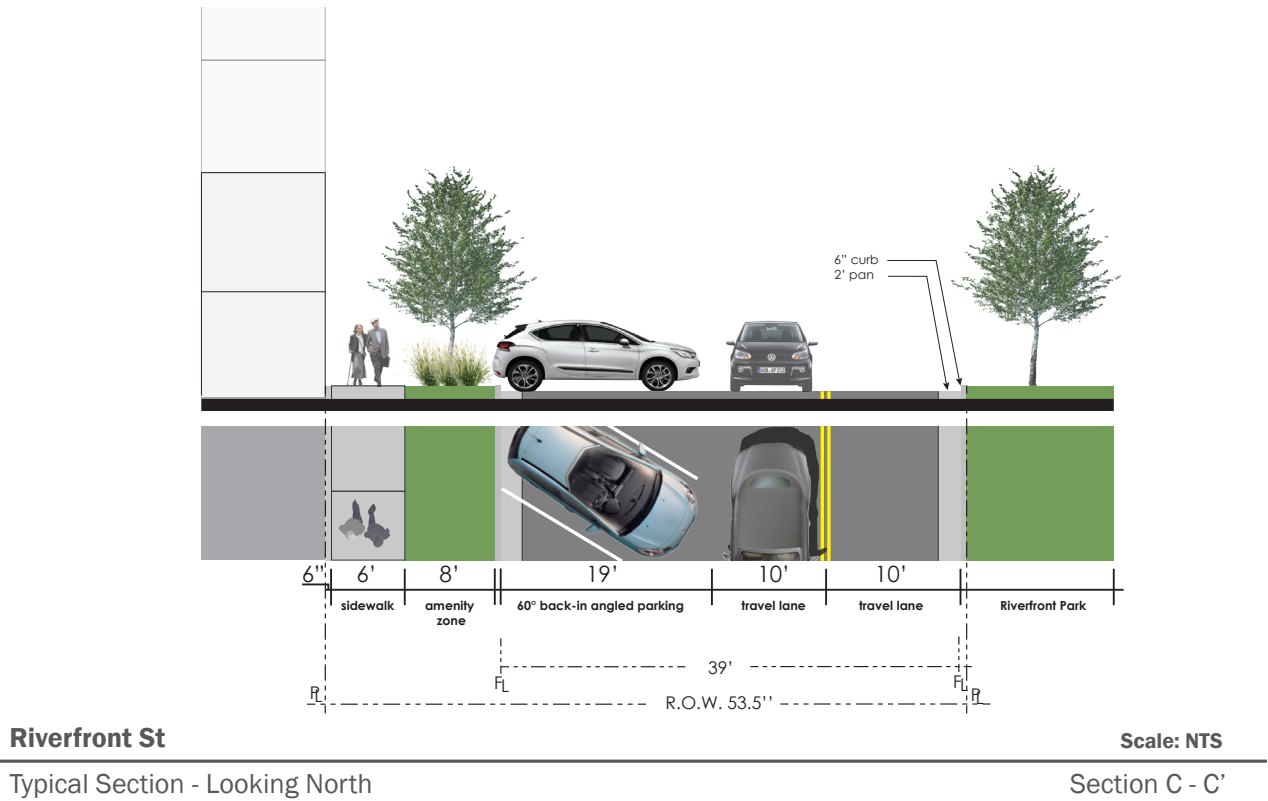 6” curb
2’ pan
6” 6’ 8’ 19’ 10’ 10’
sidewalk
amenity
zone
60° back-in angled parking
travel lane
travel lane
Riverfront Park
39’
FL
FL
PL
PL
R.O.W. 53.5’’
Riverfront St
Scale: NTS
Typical Section - Looking North
Section C - C’